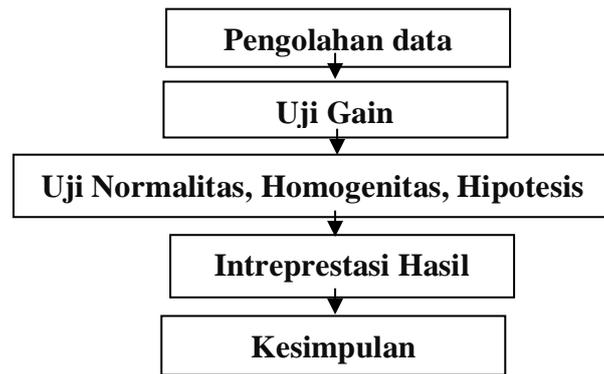 Pengolahan data
Uji Gain
Uji Normalitas, Homogenitas, Hipotesis
Intreprestasi Hasil
Kesimpulan